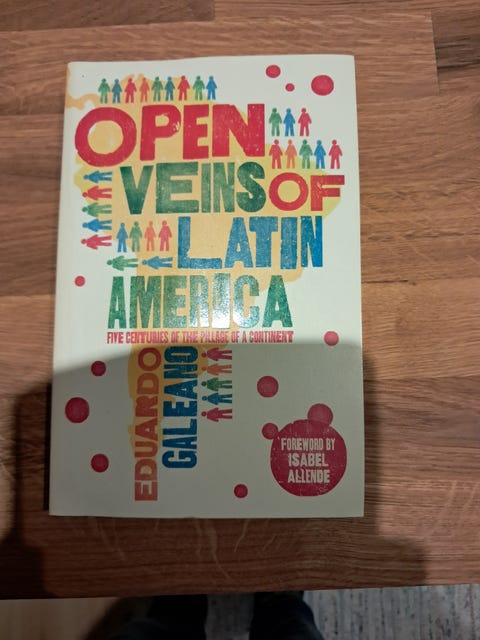 OPEN
VEINS OF
LATIN
AMERICA
FIVE CENTURIES OF THE PILLAGE OF A CONTINENT
EDUARDO
GALEANO
FOREWORD BY
ISABEL
ALLENDE